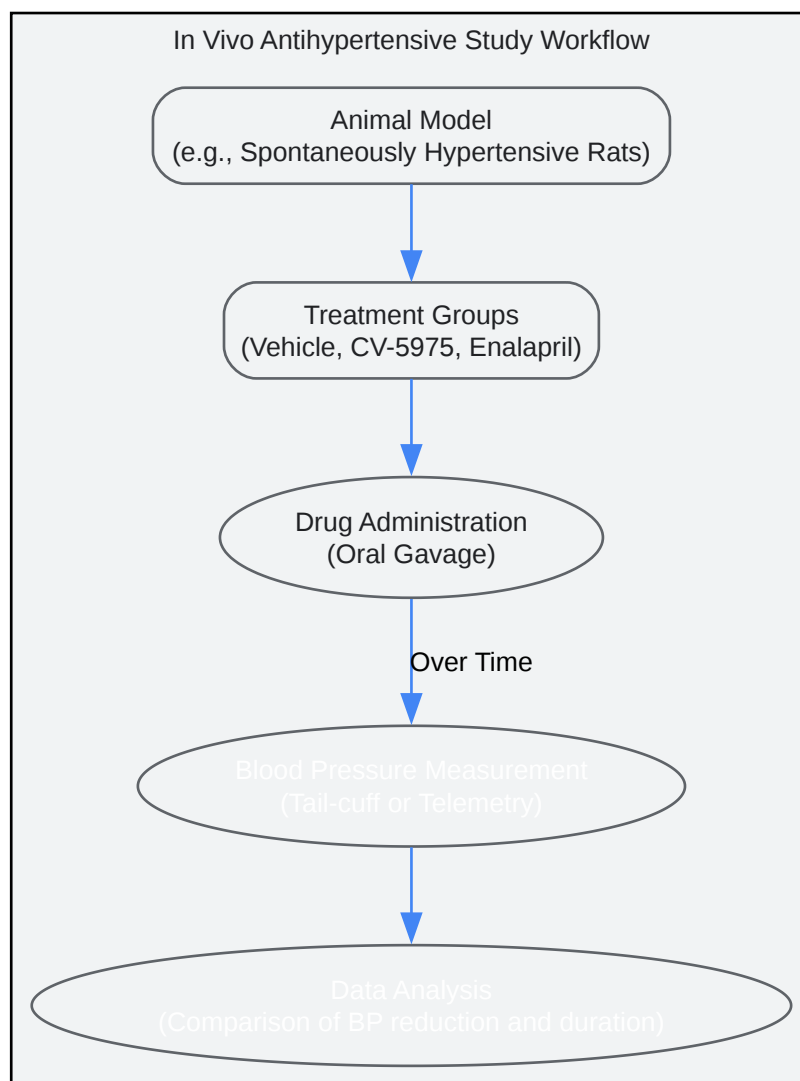 In Vivo Antihypertensive Study Workflow
Animal Model
(e.g., Spontaneously Hypertensive Rats)
Treatment Groups
(Vehicle, CV-5975, Enalapril)
Drug Administration
(Oral Gavage)
Over Time
Blood Pressure Measurement
(Tail-cuff or Telemetry)
Data Analysis
(Comparison of BP reduction and duration)